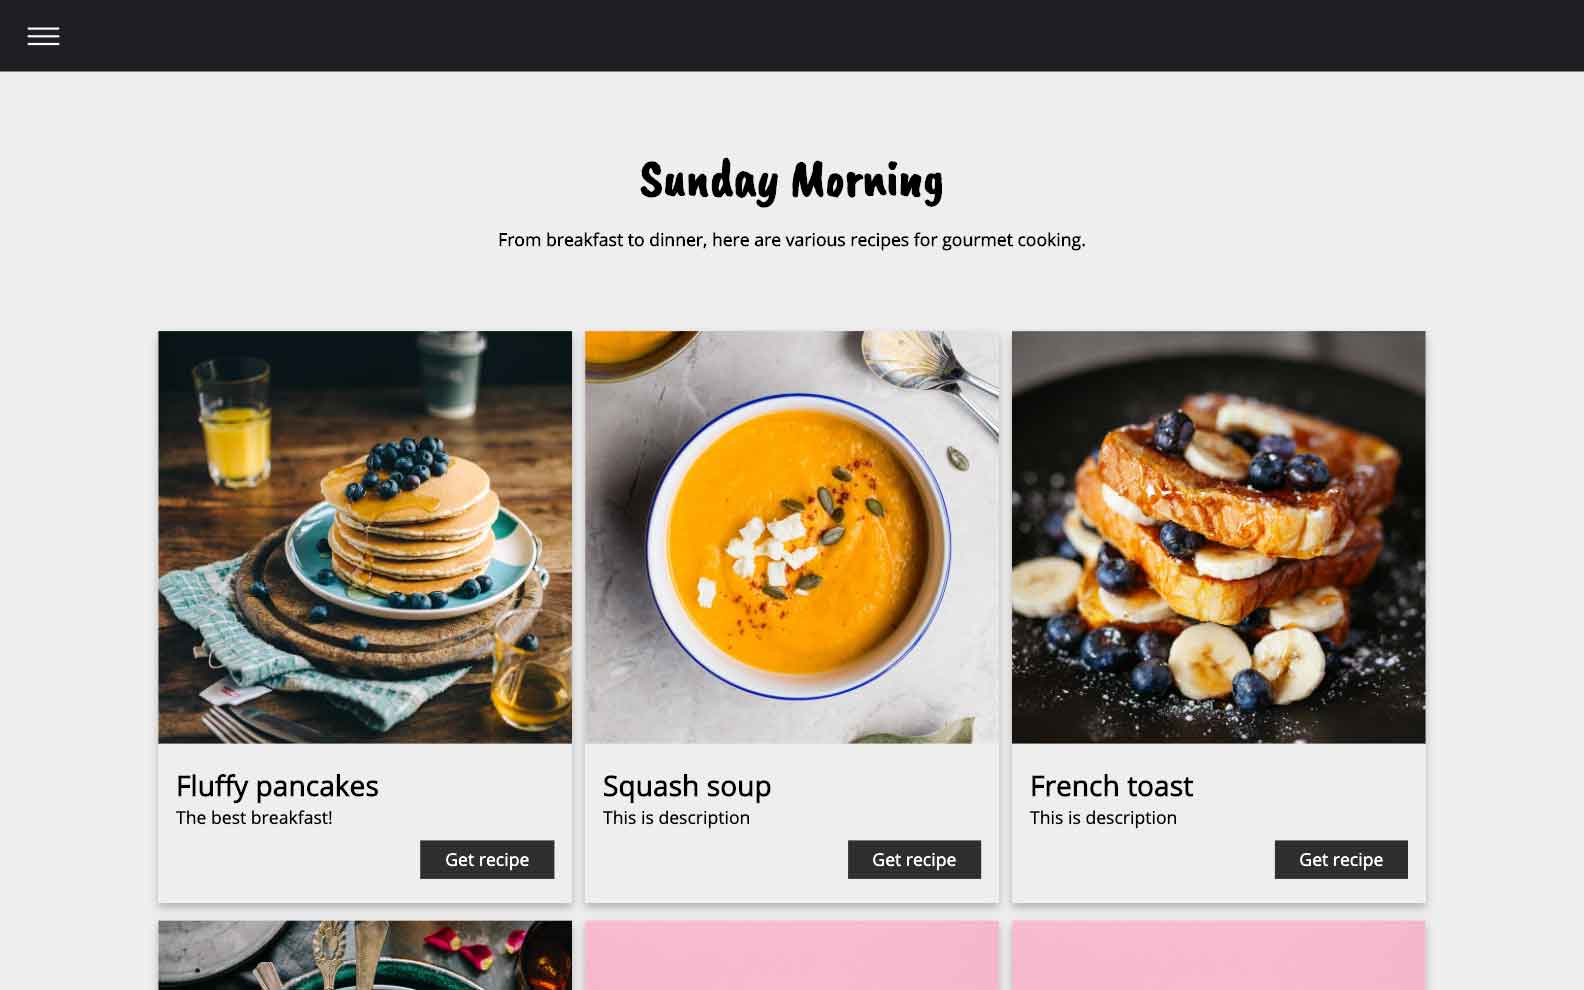 Sunday Morning
From breakfast to dinner, here are various recipes for gourmet cooking.
Fluffy pancakes
The best breakfast!
Get recipe
Squash soup
This is description
Get recipe
French toast
This is description
Get recipe